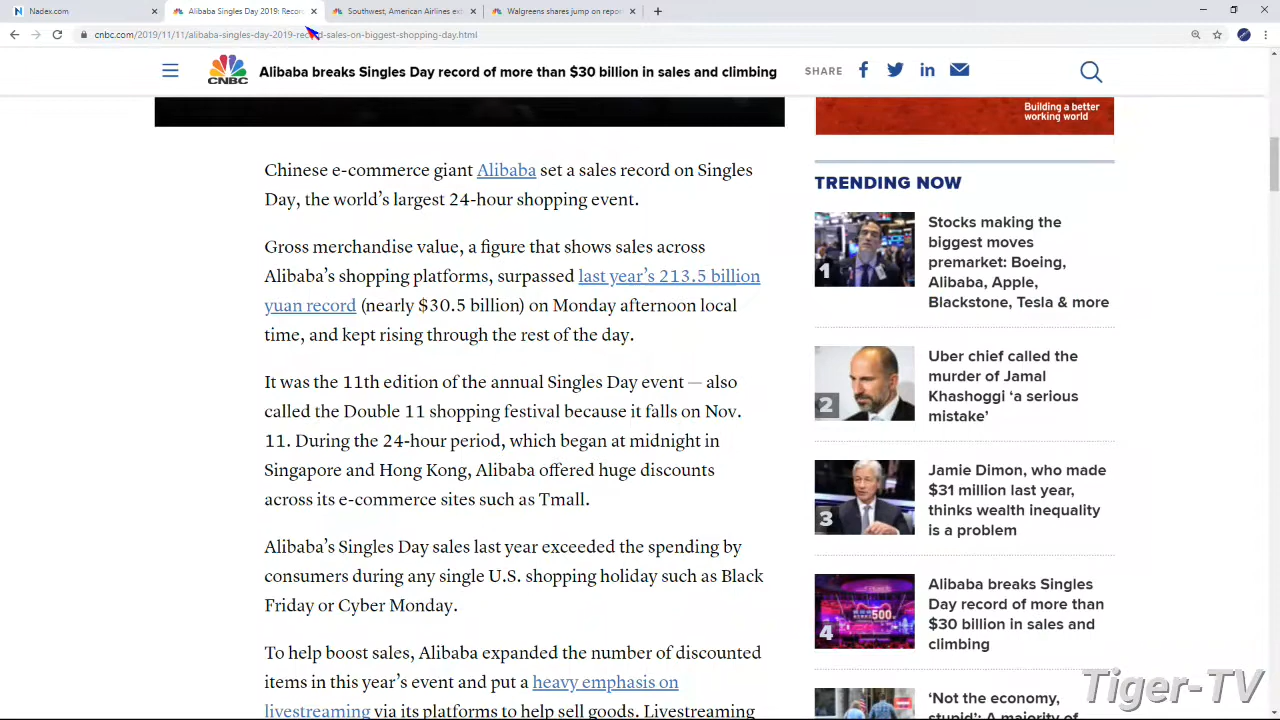 Nadex.com
Alibaba Singles Day 2019: Reco
Southwest, American Airlines ext
Walgreens shares jump on report
cnbc.com/2019/11/11/alibaba-singles-day-2019-record-sales-on-biggest-shopping-day.html
CNBC
Alibaba breaks Singles Day record of more than $30 billion in sales and climbing
SHARE
Building a better
working world
Chinese e-commerce giant Alibaba set a sales record on Singles
Day, the world’s largest 24-hour shopping event.
Gross merchandise value, a figure that shows sales across
Alibaba’s shopping platforms, surpassed last year’s 213.5 billion
yuan record (nearly $30.5 billion) on Monday afternoon local
time, and kept rising through the rest of the day.
It was the 11th edition of the annual Singles Day event — also
called the Double 11 shopping festival because it falls on Nov.
11. During the 24-hour period, which began at midnight in
Singapore and Hong Kong, Alibaba offered huge discounts
across its e-commerce sites such as Tmall.
Alibaba’s Singles Day sales last year exceeded the spending by
consumers during any single U.S. shopping holiday such as Black
Friday or Cyber Monday.
To help boost sales, Alibaba expanded the number of discounted
items in this year’s event and put a heavy emphasis on
livestreaming via its platforms to help sell goods. Livestreaming
TRENDING NOW
1
Stocks making the
biggest moves
premarket: Boeing,
Alibaba, Apple,
Blackstone, Tesla & more
2
Uber chief called the
murder of Jamal
Khashoggi ‘a serious
mistake’
3
Jamie Dimon, who made
$31 million last year,
thinks wealth inequality
is a problem
4
500
Alibaba breaks Singles
Day record of more than
$30 billion in sales and
climbing
‘Not the economy,
stupid’: A majority of
Tiger-TV